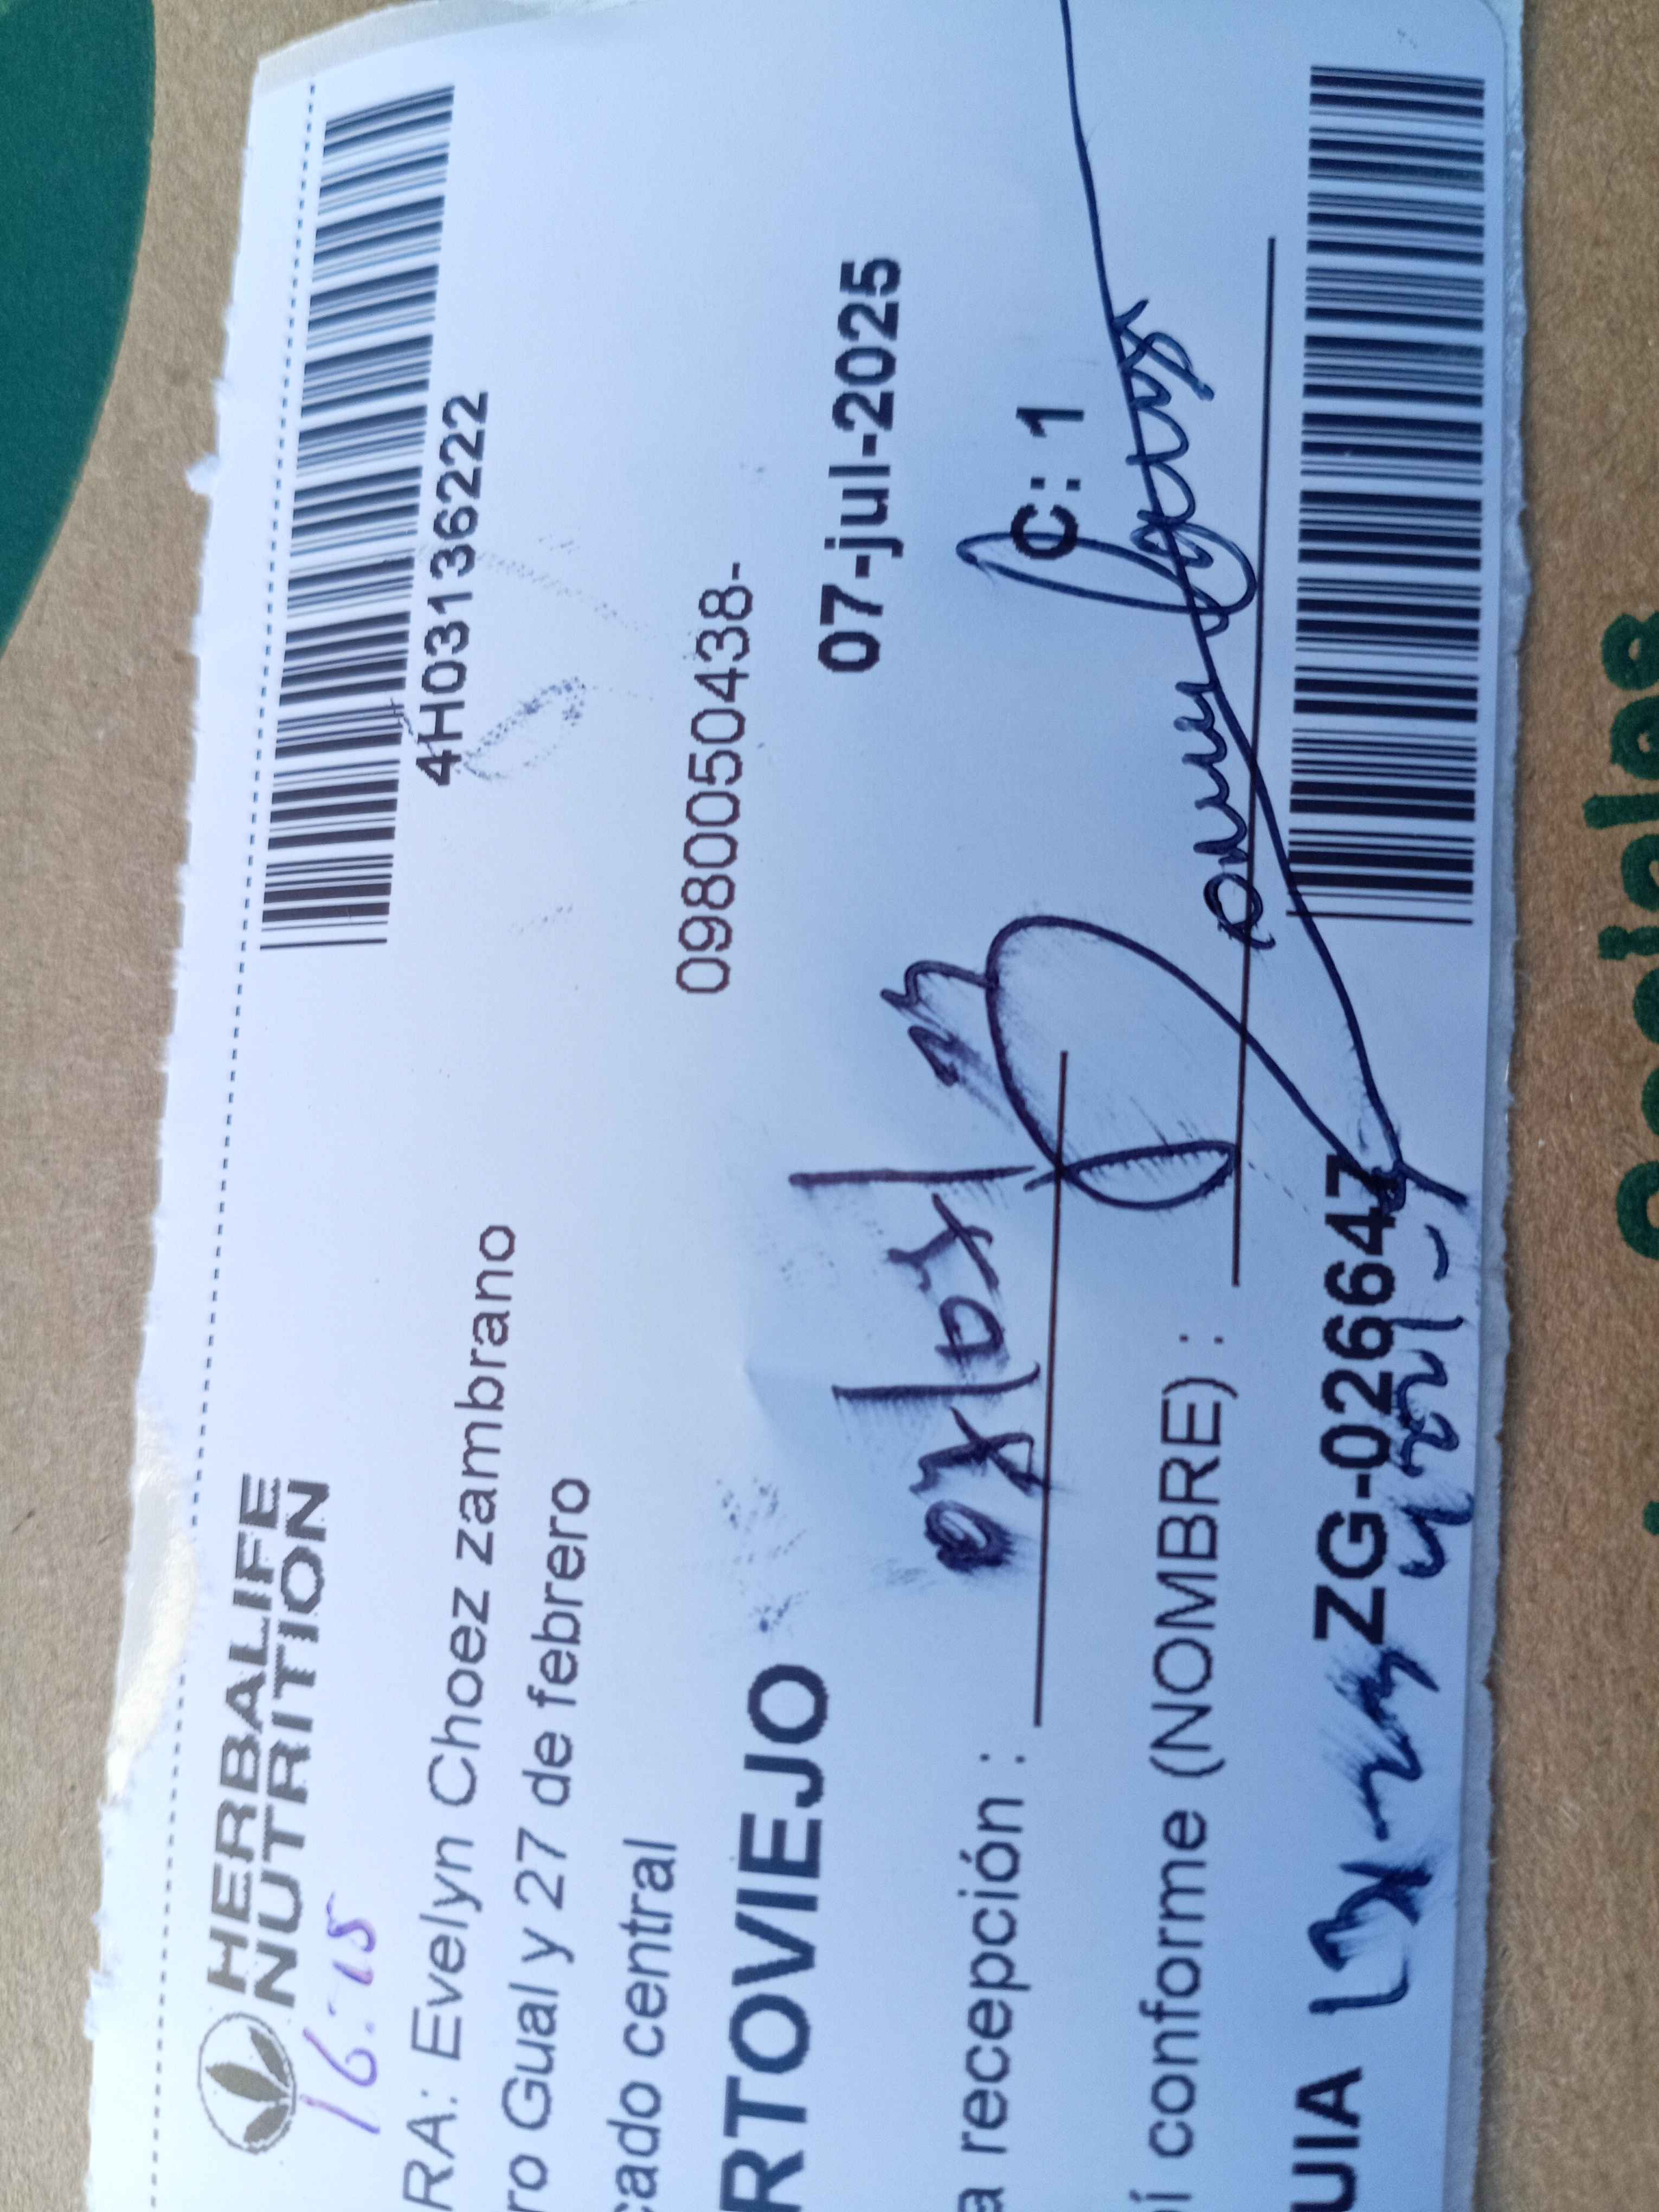 HERBALIFE
NUTRITION
4H03136222
16:15
RA: Evelyn Choez zambrano
ro Gual y 27 de febrero
cado central
0980050438-
RTOVIEJO
07-jul-2025
a recepción :
C: 1
í conforme (NOMBRE) :
UIA ZG-026647